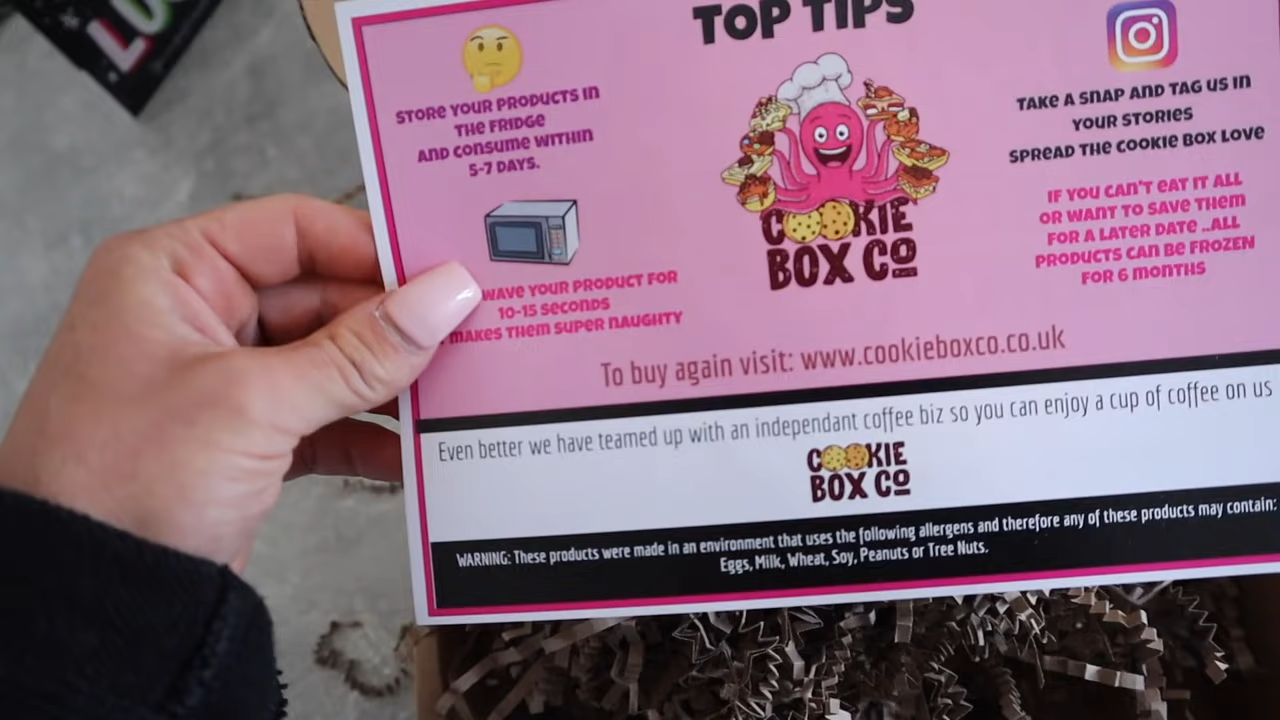 TOP TIPS
STORE YOUR PRODUCTS IN
THE FRIDGE
AND CONSUME WITHIN
5-7 DAYS.
WAVE YOUR PRODUCT FOR
10-15 SECONDS
MAKES THEM SUPER NAUGHTY
COOKIE
BOX CO
TAKE A SNAP AND TAG US IN
YOUR STORIES
SPREAD THE COOKIE BOX LOVE
IF YOU CAN'T EAT IT ALL
OR WANT TO SAVE THEM
FOR A LATER DATE ..ALL
PRODUCTS CAN BE FROZEN
FOR 6 MONTHS
To buy again visit: www.cookieboxco.co.uk
Even better we have teamed up with an independant coffee biz so you can enjoy a cup of coffee on us
COOKIE
BOX CO
WARNING: These products were made in an environment that uses the following allergens and therefore any of these products may contain:
Eggs, Milk, Wheat, Soy, Peanuts or Tree Nuts.